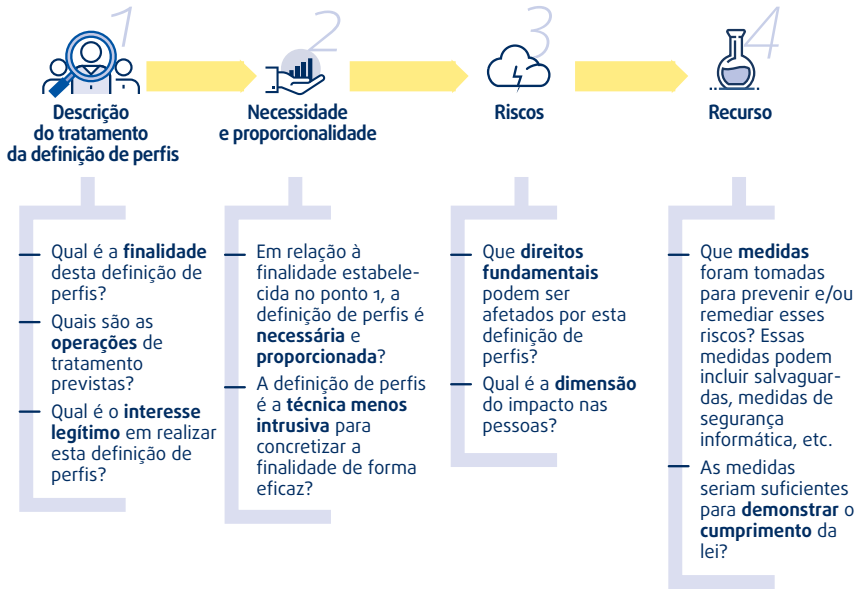 1
2
3
4
Descrição
do tratamento
da definição de perfis
Necessidade
e proporcionalidade
Riscos
Recurso
Qual é a finalidade
desta definição de
perfis?
Quais são as
operações de
tratamento
previstas?
Qual é o interesse
legítimo em realizar
esta definição de
perfis?
Em relação à
finalidade estabele-
cida no ponto 1, a
definição de perfis é
necessária e
proporcionada?
A definição de perfis
é a técnica menos
intrusiva para
concretizar a
finalidade de forma
eficaz?
Que direitos
fundamentais
podem ser
afetados por esta
definição de
perfis?
Qual é a dimensão
do impacto nas
pessoas?
Que medidas
foram tomadas
para prevenir e/ou
remediar esses
riscos? Essas
medidas podem
incluir salvaguar-
das, medidas de
segurança
informática, etc.
As medidas
seriam suficientes
para demonstrar o
cumprimento da
lei?